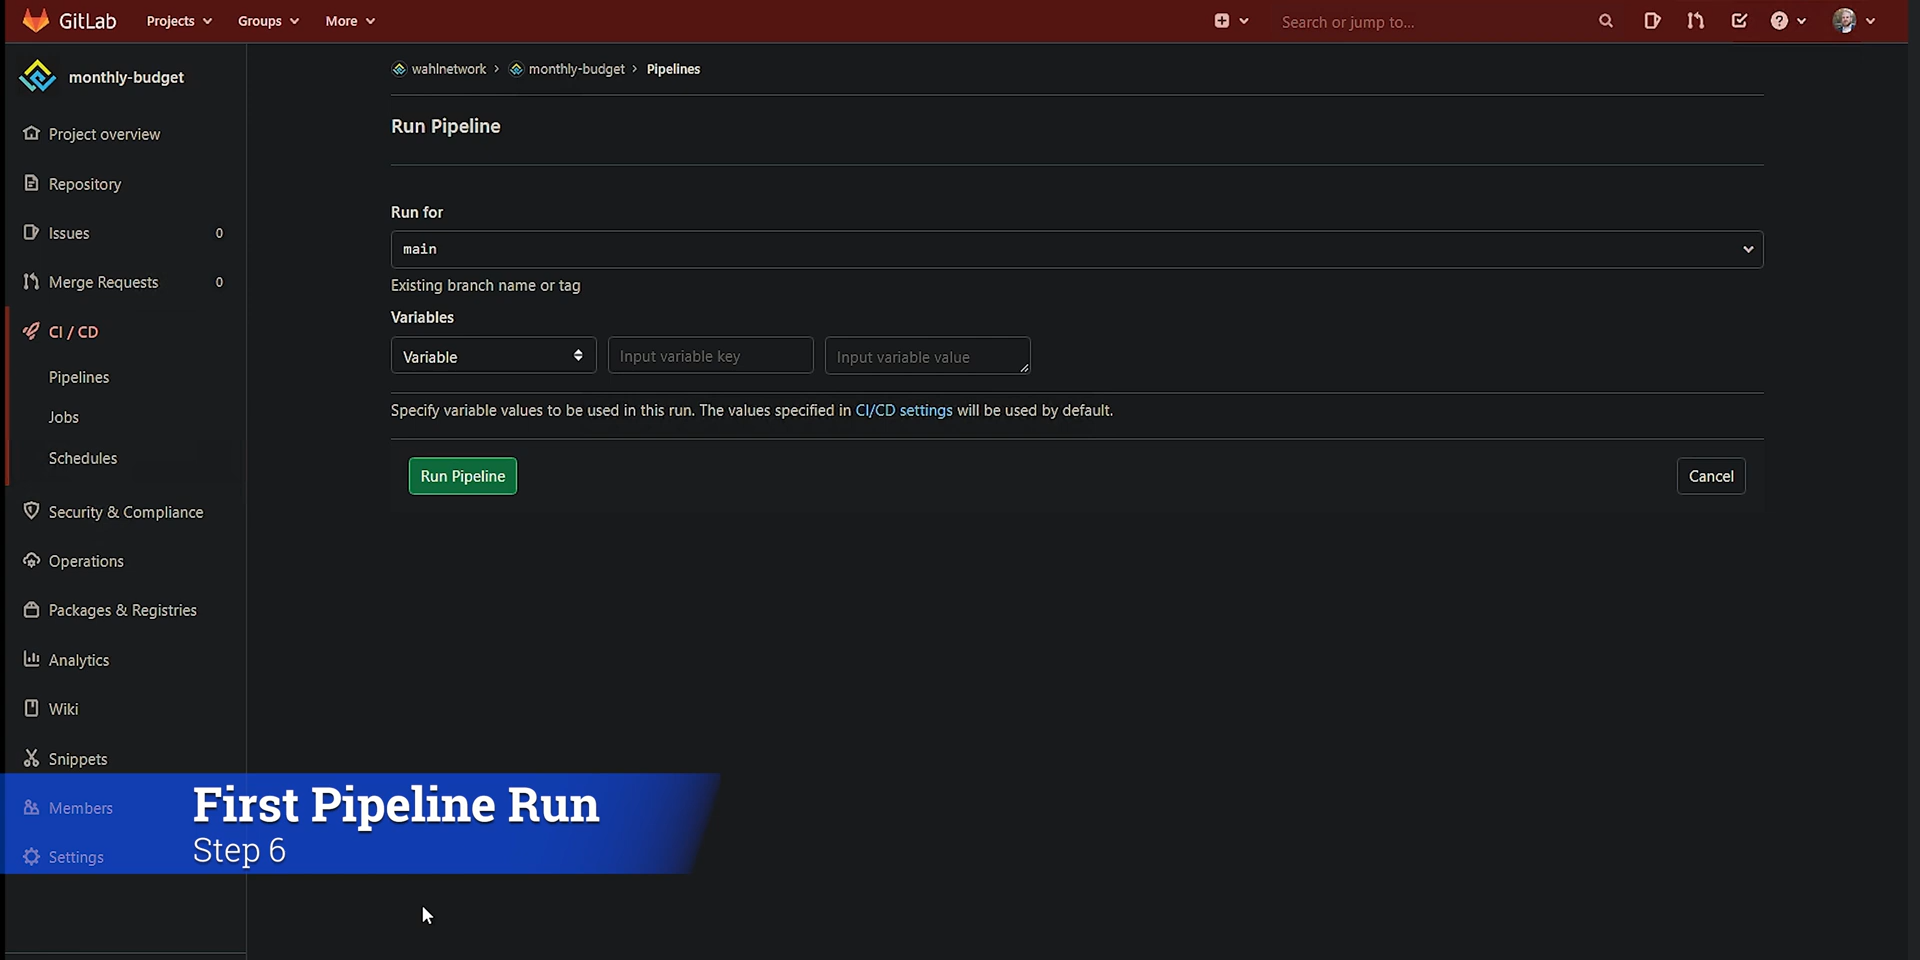 GitLab Projects Groups More Search or jump to...
monthly-budget
Project overview
Repository
Issues 0
Merge Requests 0
CI / CD
Pipelines
Jobs
Schedules
Security & Compliance
Operations
Packages & Registries
Analytics
Wiki
Snippets
Members
Settings
wahlnetwork › monthly-budget › Pipelines
Run Pipeline
Run for
main
Existing branch name or tag
Variables
Variable Input variable key Input variable value
Specify variable values to be used in this run. The values specified in CI/CD settings will be used by default.
Run Pipeline Cancel
First Pipeline Run
Step 6